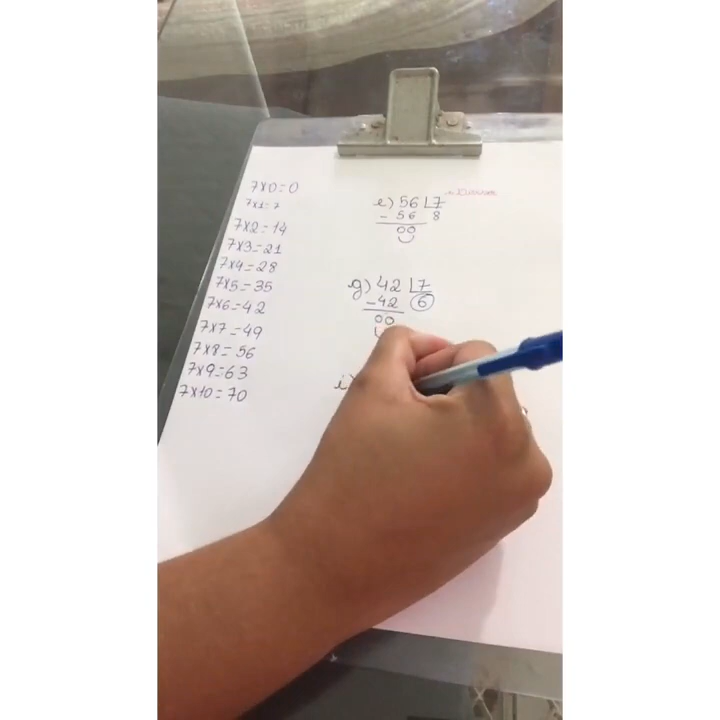 7x0=0
7x1=7
7x2=14
7x3=21
7x4=28
7x5=35
7x6=42
7x7=49
7x8=56
7x9=63
7x10=70
e) 56 7
- 56 8
00
g) 42 7
-42 6
00
i)